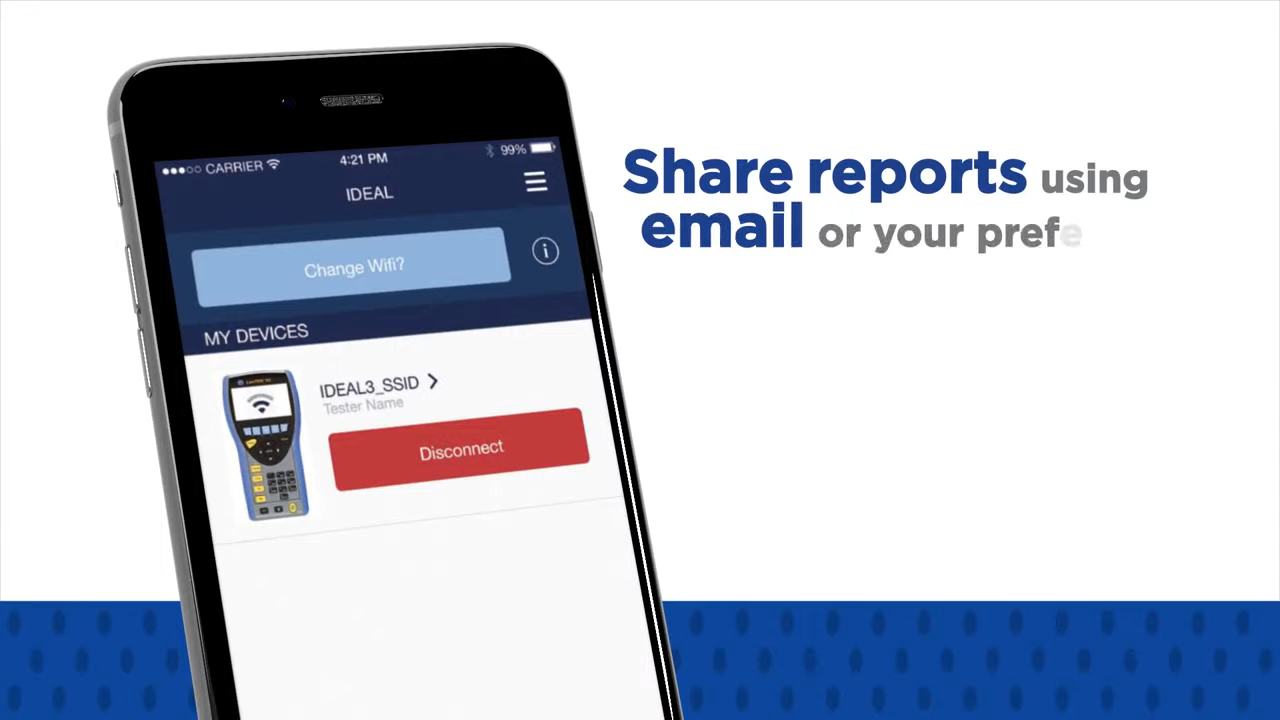 CARRIER 4:21 PM 99%
IDEAL
Change Wifi?
MY DEVICES
IDEAL3_SSID
Tester Name
Disconnect
Share reports using
email or your prefe